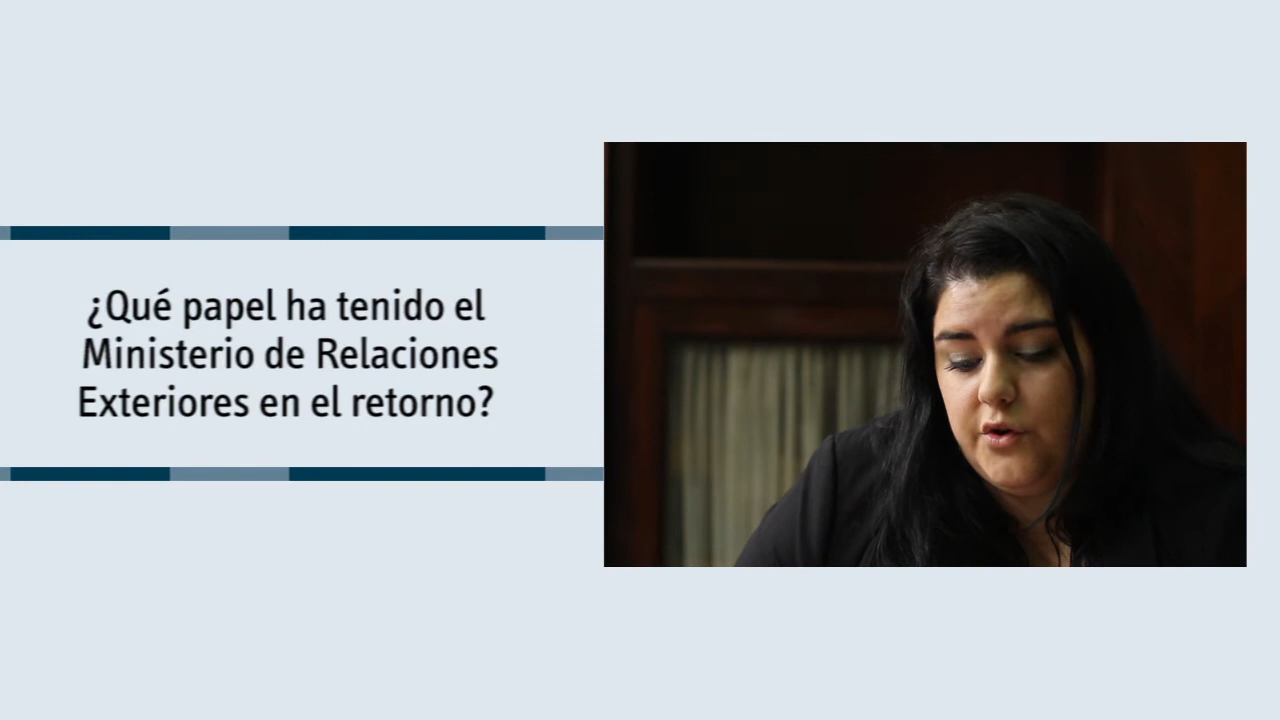 ¿Qué papel ha tenido el
Ministerio de Relaciones
Exteriores en el retorno?